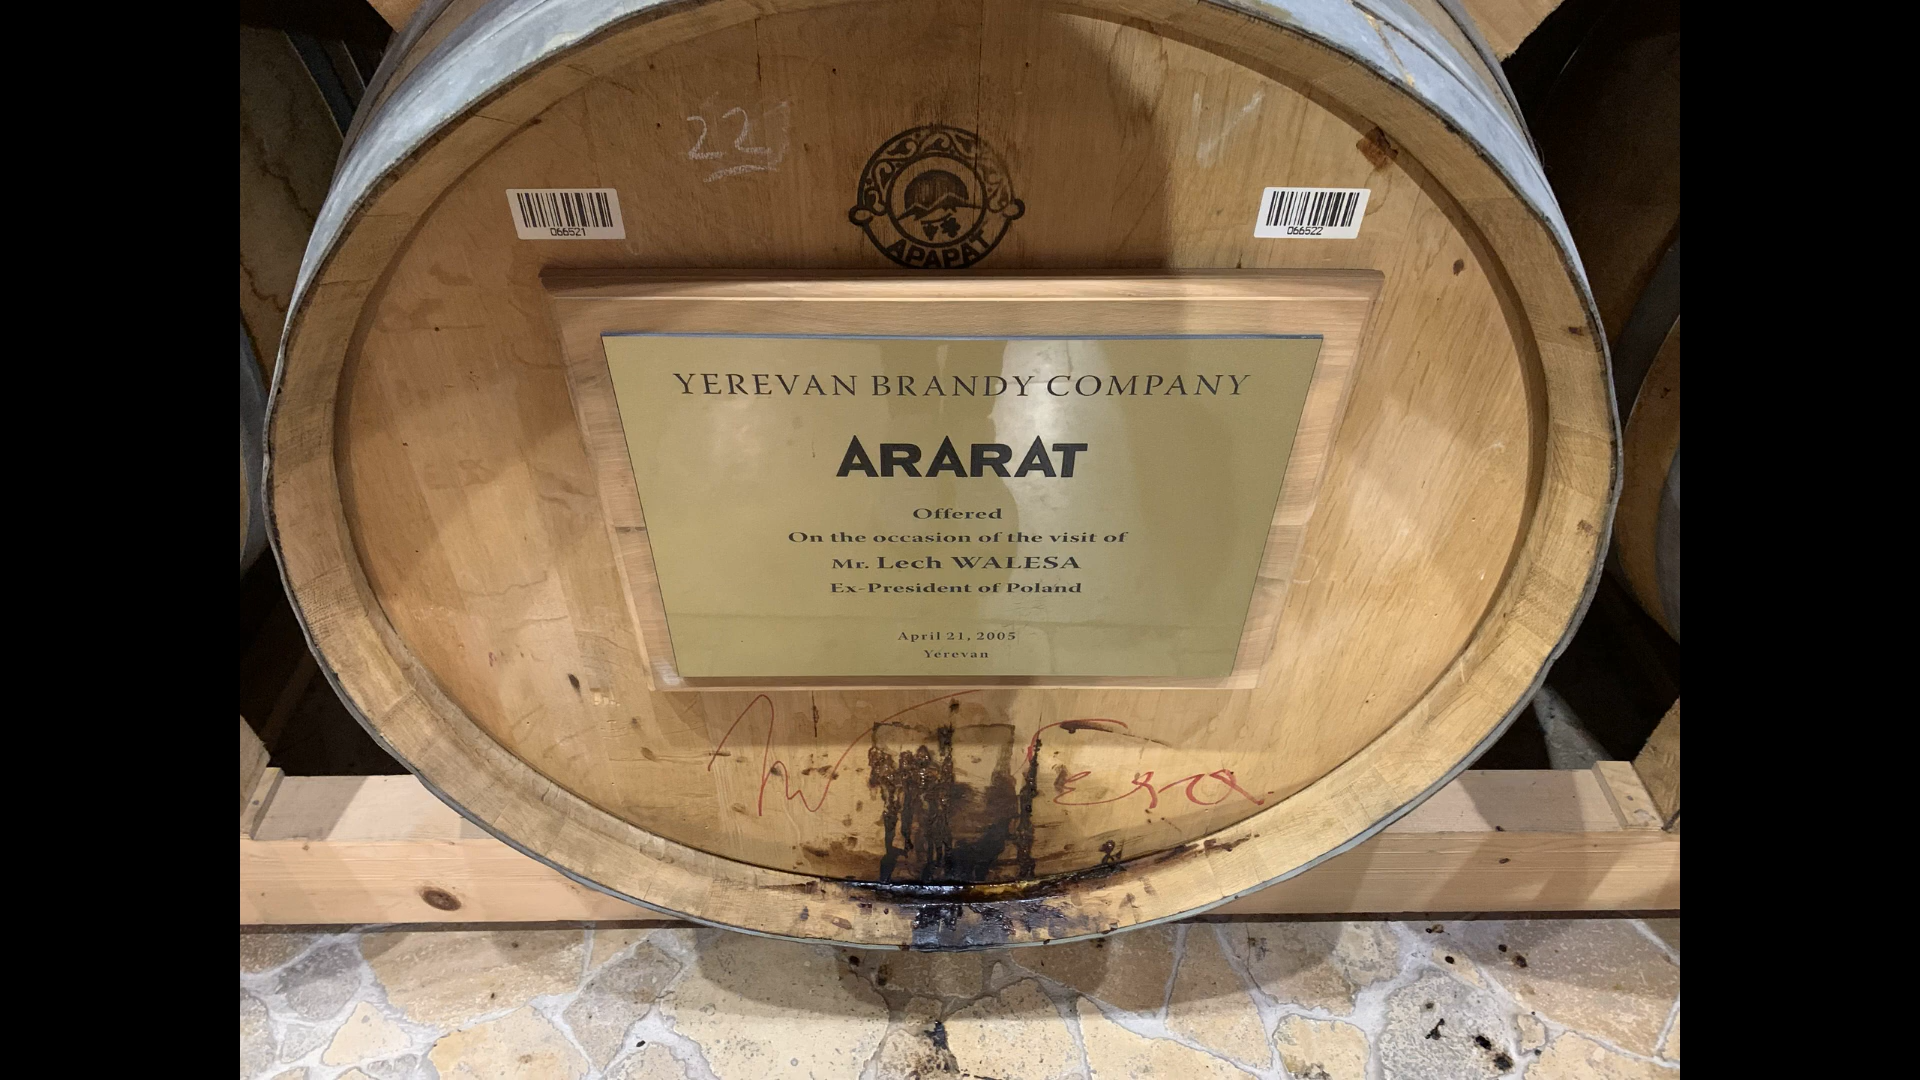 22
АРАРАТ
066521
066522
YEREVAN BRANDY COMPANY
ARARAT
Offered
On the occasion of the visit of
Mr. Lech WALESA
Ex-President of Poland
April 21, 2005
Yerevan